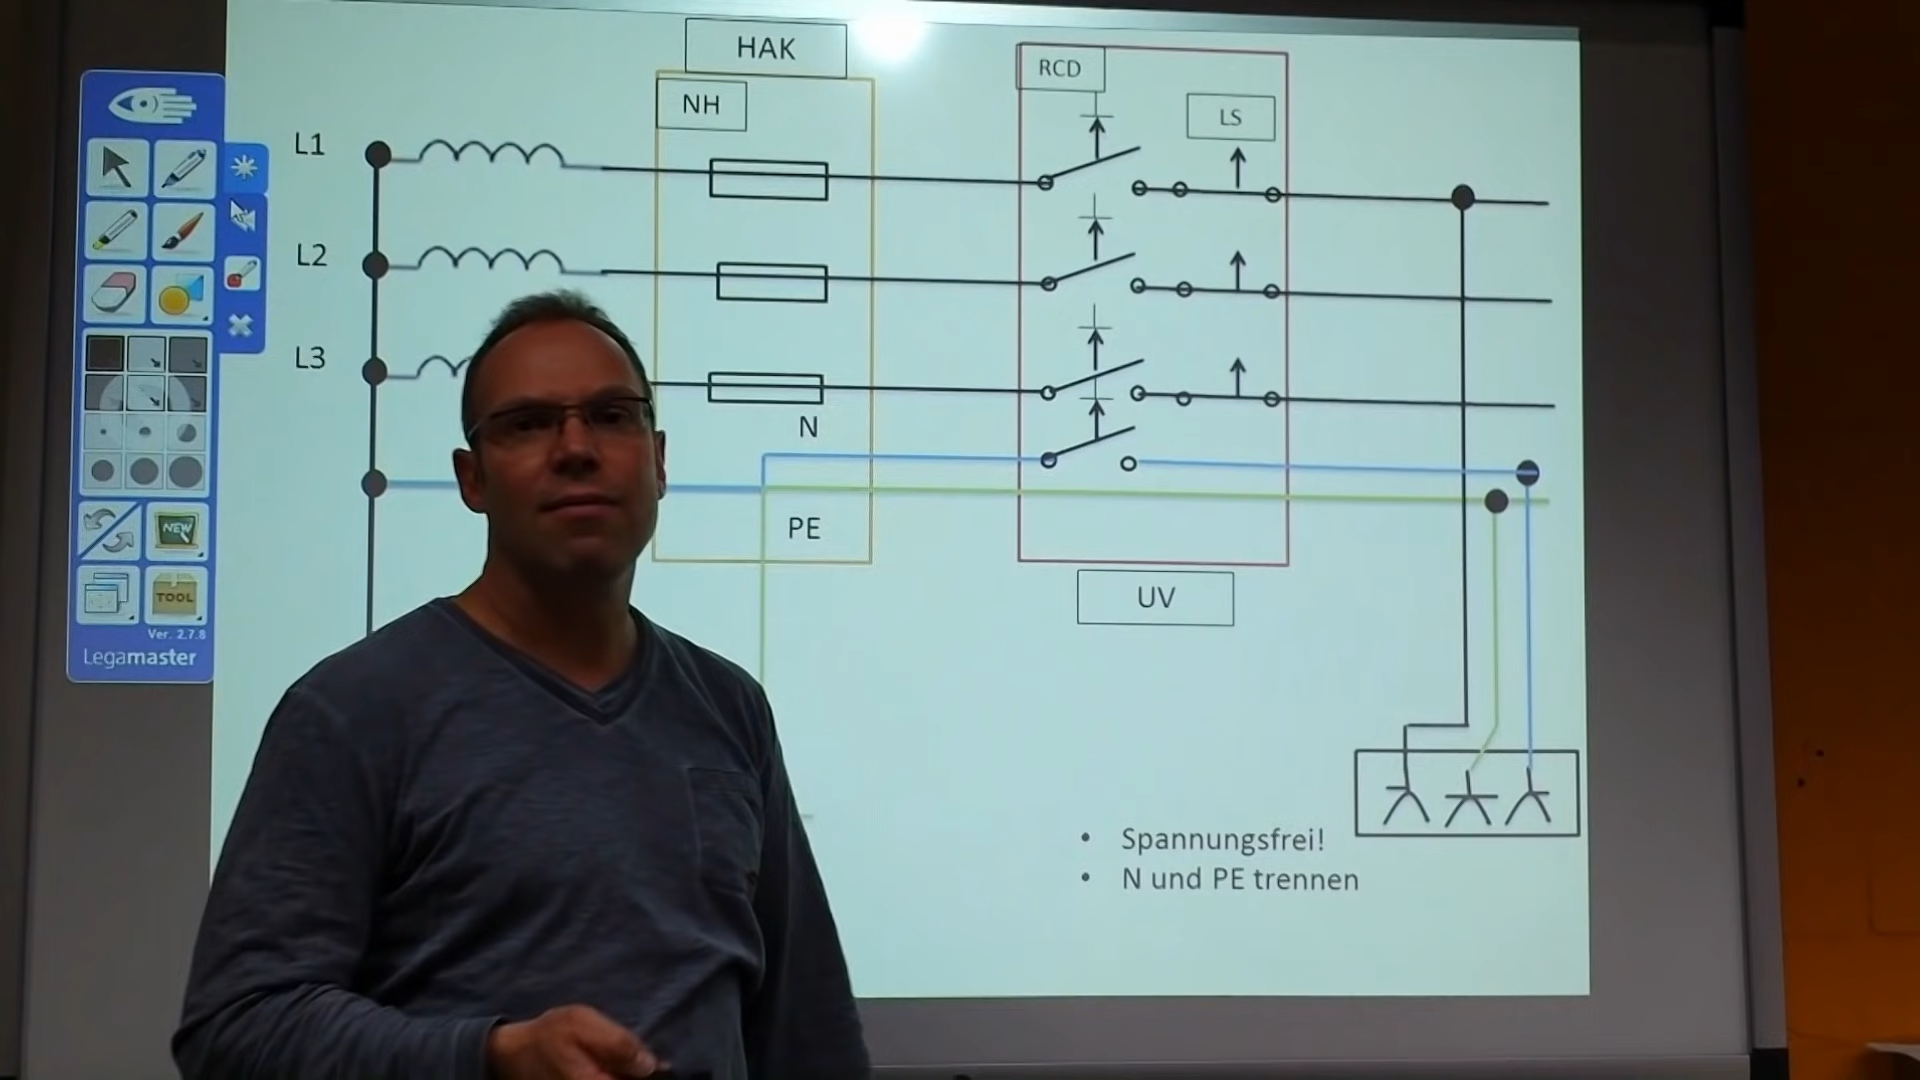 HAK
NH
RCD
LS
L1
L2
L3
N
PE
UV
NEW
TOOL
Ver. 2.7.8
Legamaster
• Spannungsfrei!
• N und PE trennen